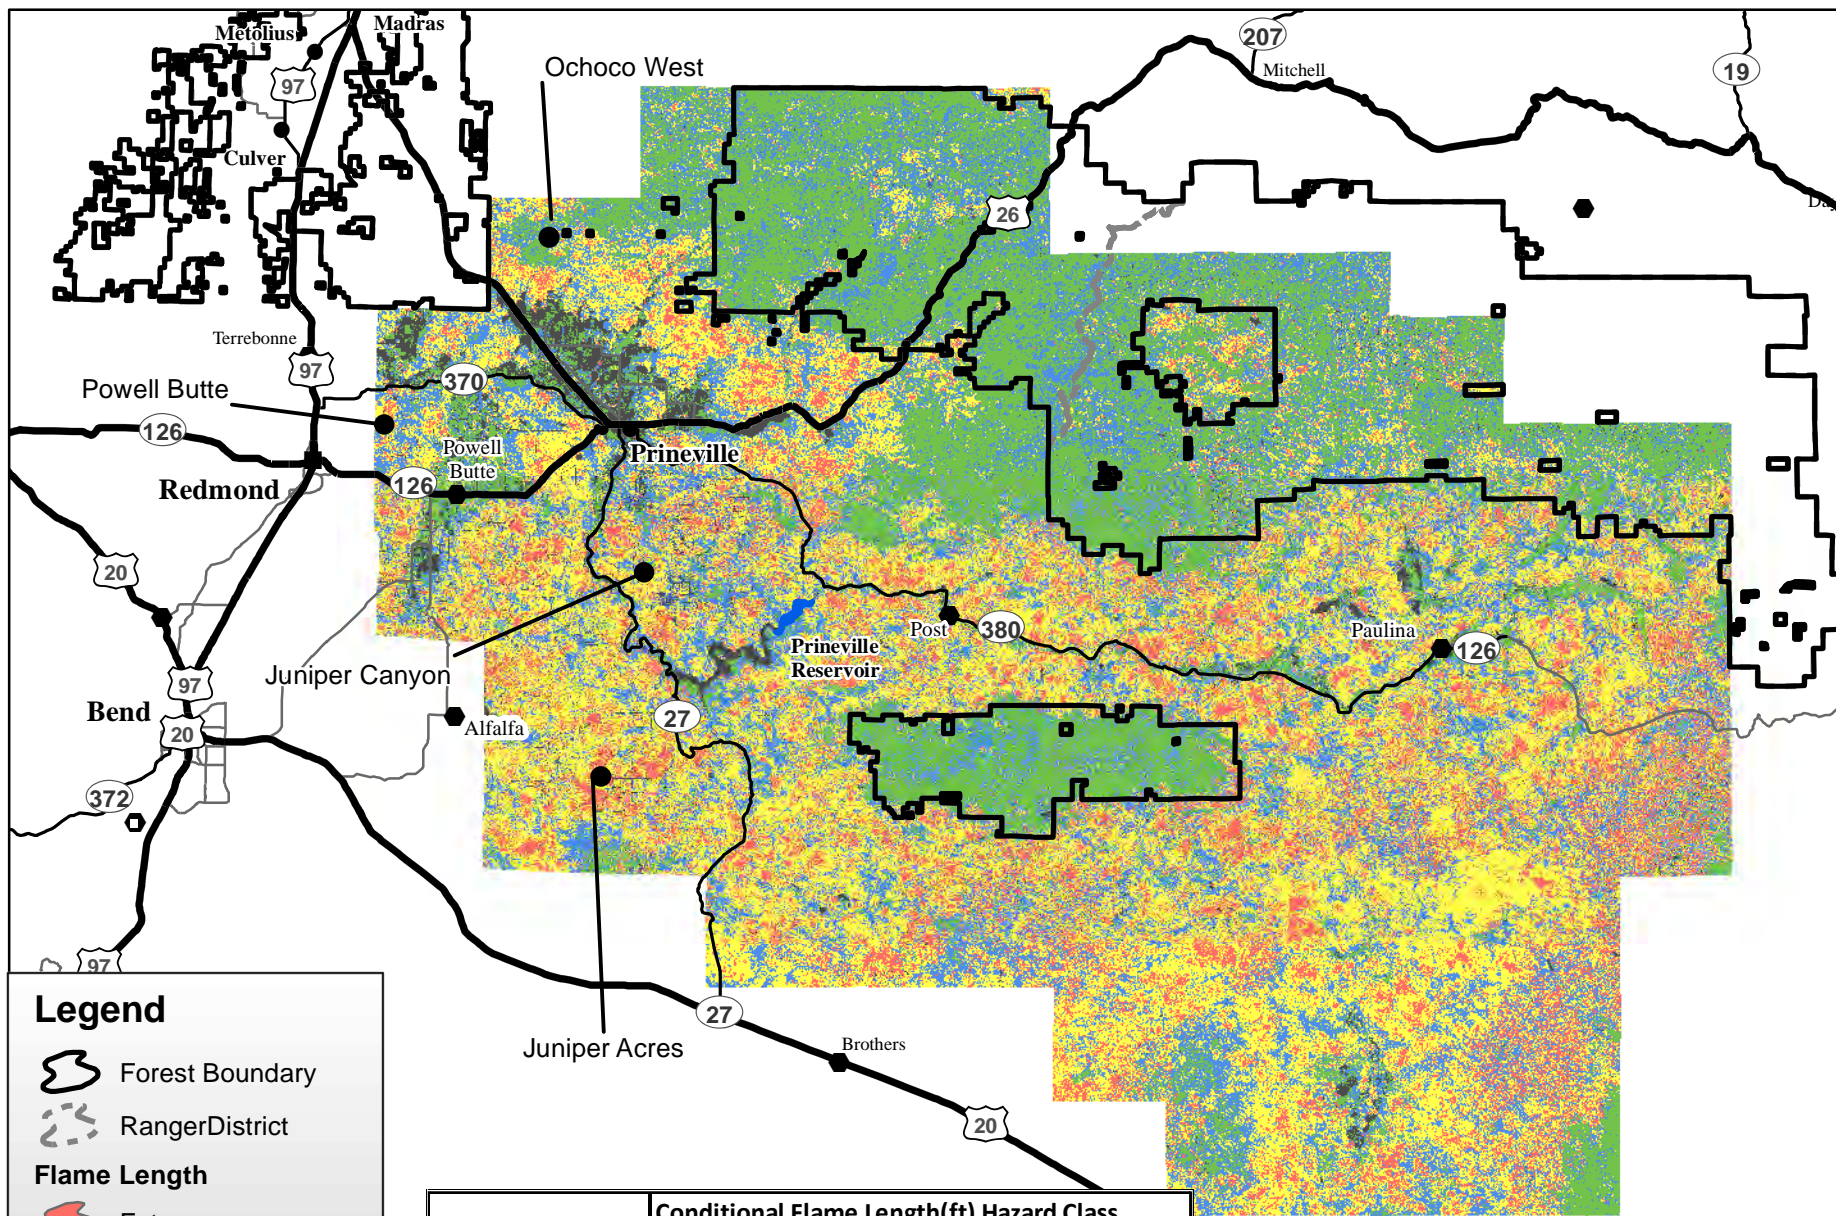 Metolius
Madras
97
Culver
Ochoco West
207
Mitchell
19
26
Terrebonne
97
Powell Butte
370
126
Powell
Butte
Prineville
Redmond
126
20
Juniper Canyon
97
Bend
20
Alfalfa
372
27
Prineville
Reservoir
Post
380
Paulina
126
97
Juniper Acres
27
Brothers
20
Legend
Forest Boundary
RangerDistrict
Flame Length
Conditional Flame Length(ft) Hazard Class